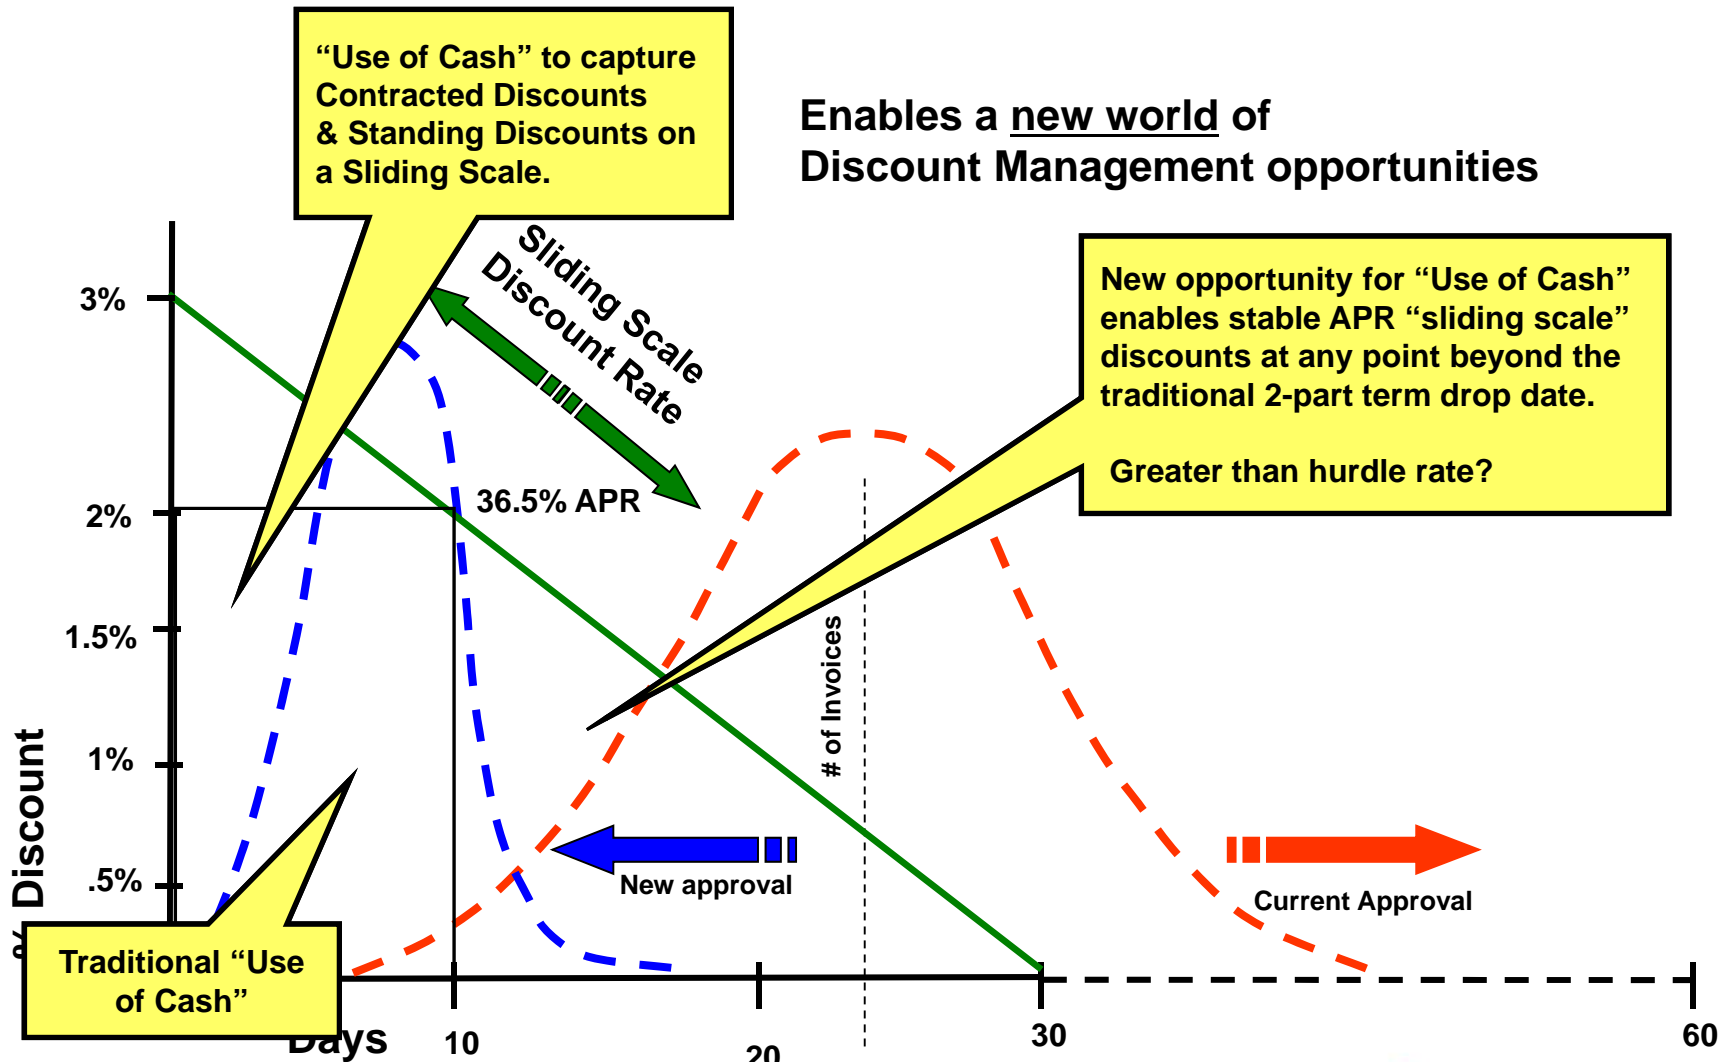 “Use of Cash” to capture
Contracted Discounts
& Standing Discounts on
a Sliding Scale.
Enables a new world of
Discount Management opportunities
Sliding Scale
Discount Rate
New opportunity for “Use of Cash”
enables stable APR “sliding scale”
discounts at any point beyond the
traditional 2-part term drop date.
Greater than hurdle rate?
3%
36.5% APR
2%
1.5%
# of Invoices
1%
% Discount
.5%
New approval
Current Approval
Traditional “Use
of Cash”
Days
10
20
30
60